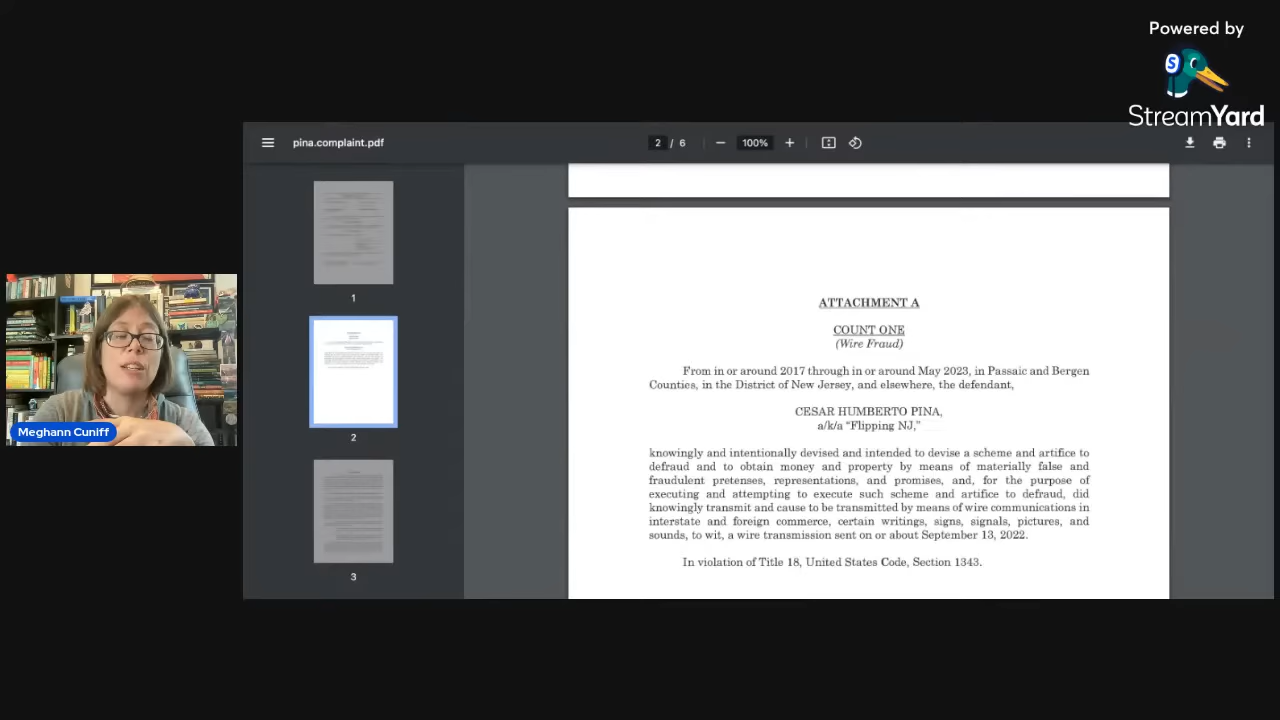 Powered by
S
StreamYard
pina.complaint.pdf
2 / 6
100%
1
2
3
ATTACHMENT A
COUNT ONE
(Wire Fraud)
From in or around 2017 through in or around May 2023, in Passaic and Bergen
Counties, in the District of New Jersey, and elsewhere, the defendant,
CESAR HUMBERTO PINA,
a/k/a “Flipping NJ,”
knowingly and intentionally devised and intended to devise a scheme and artifice to
defraud and to obtain money and property by means of materially false and
fraudulent pretenses, representations, and promises, and, for the purpose of
executing and attempting to execute such scheme and artifice to defraud, did
knowingly transmit and cause to be transmitted by means of wire communications in
interstate and foreign commerce, certain writings, signs, signals, pictures, and
sounds, to wit, a wire transmission sent on or about September 13, 2022.
In violation of Title 18, United States Code, Section 1343.
Meghann Cuniff